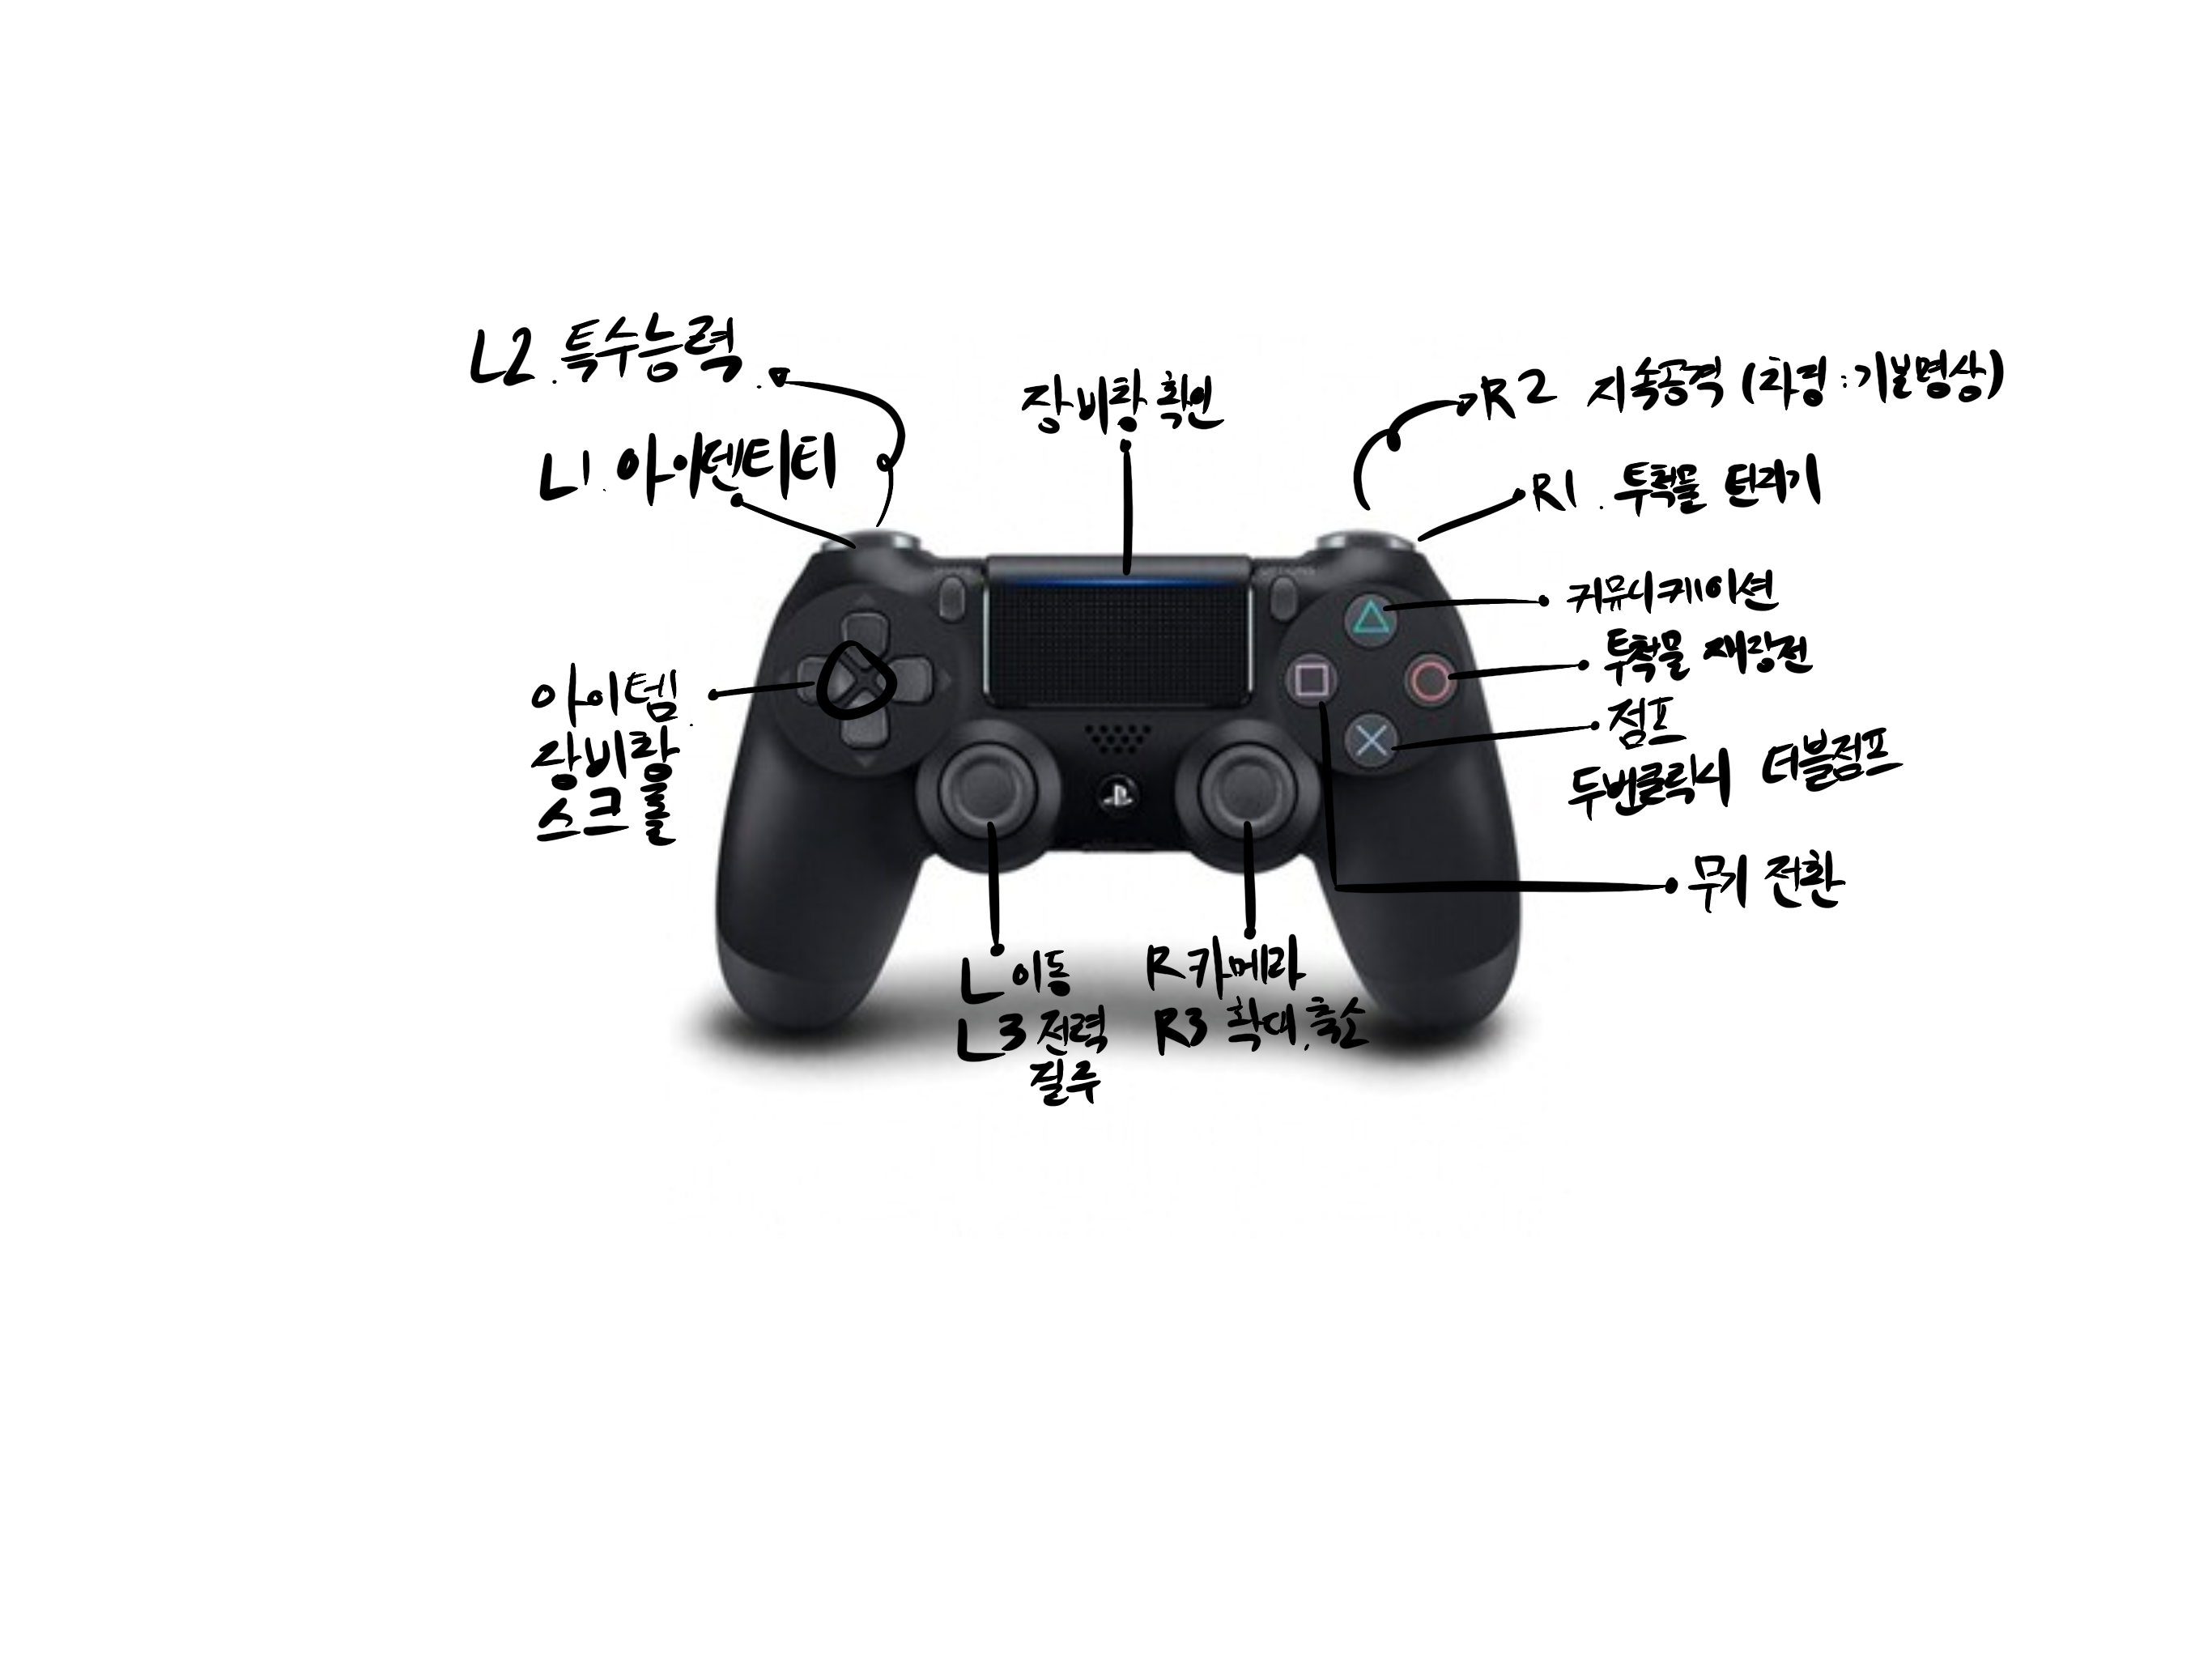 L2. 특수능력
L1. 아이덴티티
장비창 확인
R2 지속공격 (차징:기본명상)
R1. 투척물 던지기
SHARE
OPTIONS
커뮤니케이션
투척물 재장전
점프
두번클릭시 더블점프
무기 전환
아이템
장비창
스크롤
L 이동
L3 전력
질주
R 카메라
R3 확대.축소